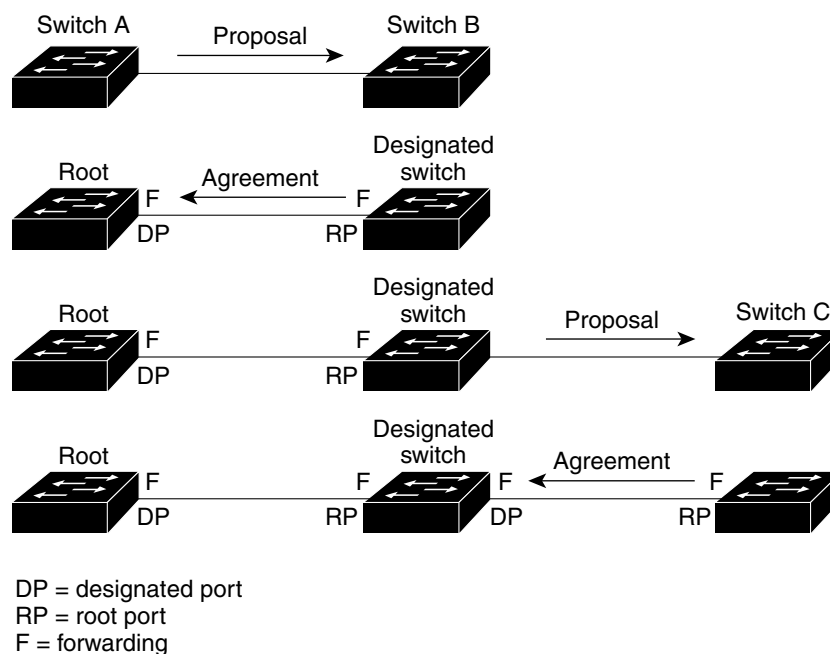 Switch A
Proposal
Switch B
Root
F
Agreement
F
Designated
switch
DP
RP
Root
F
F
Designated
switch
Proposal
Switch C
DP
RP
Root
F
F
Designated
switch
F
Agreement
F
DP
RP
DP
RP
DP = designated port
RP = root port
F = forwarding